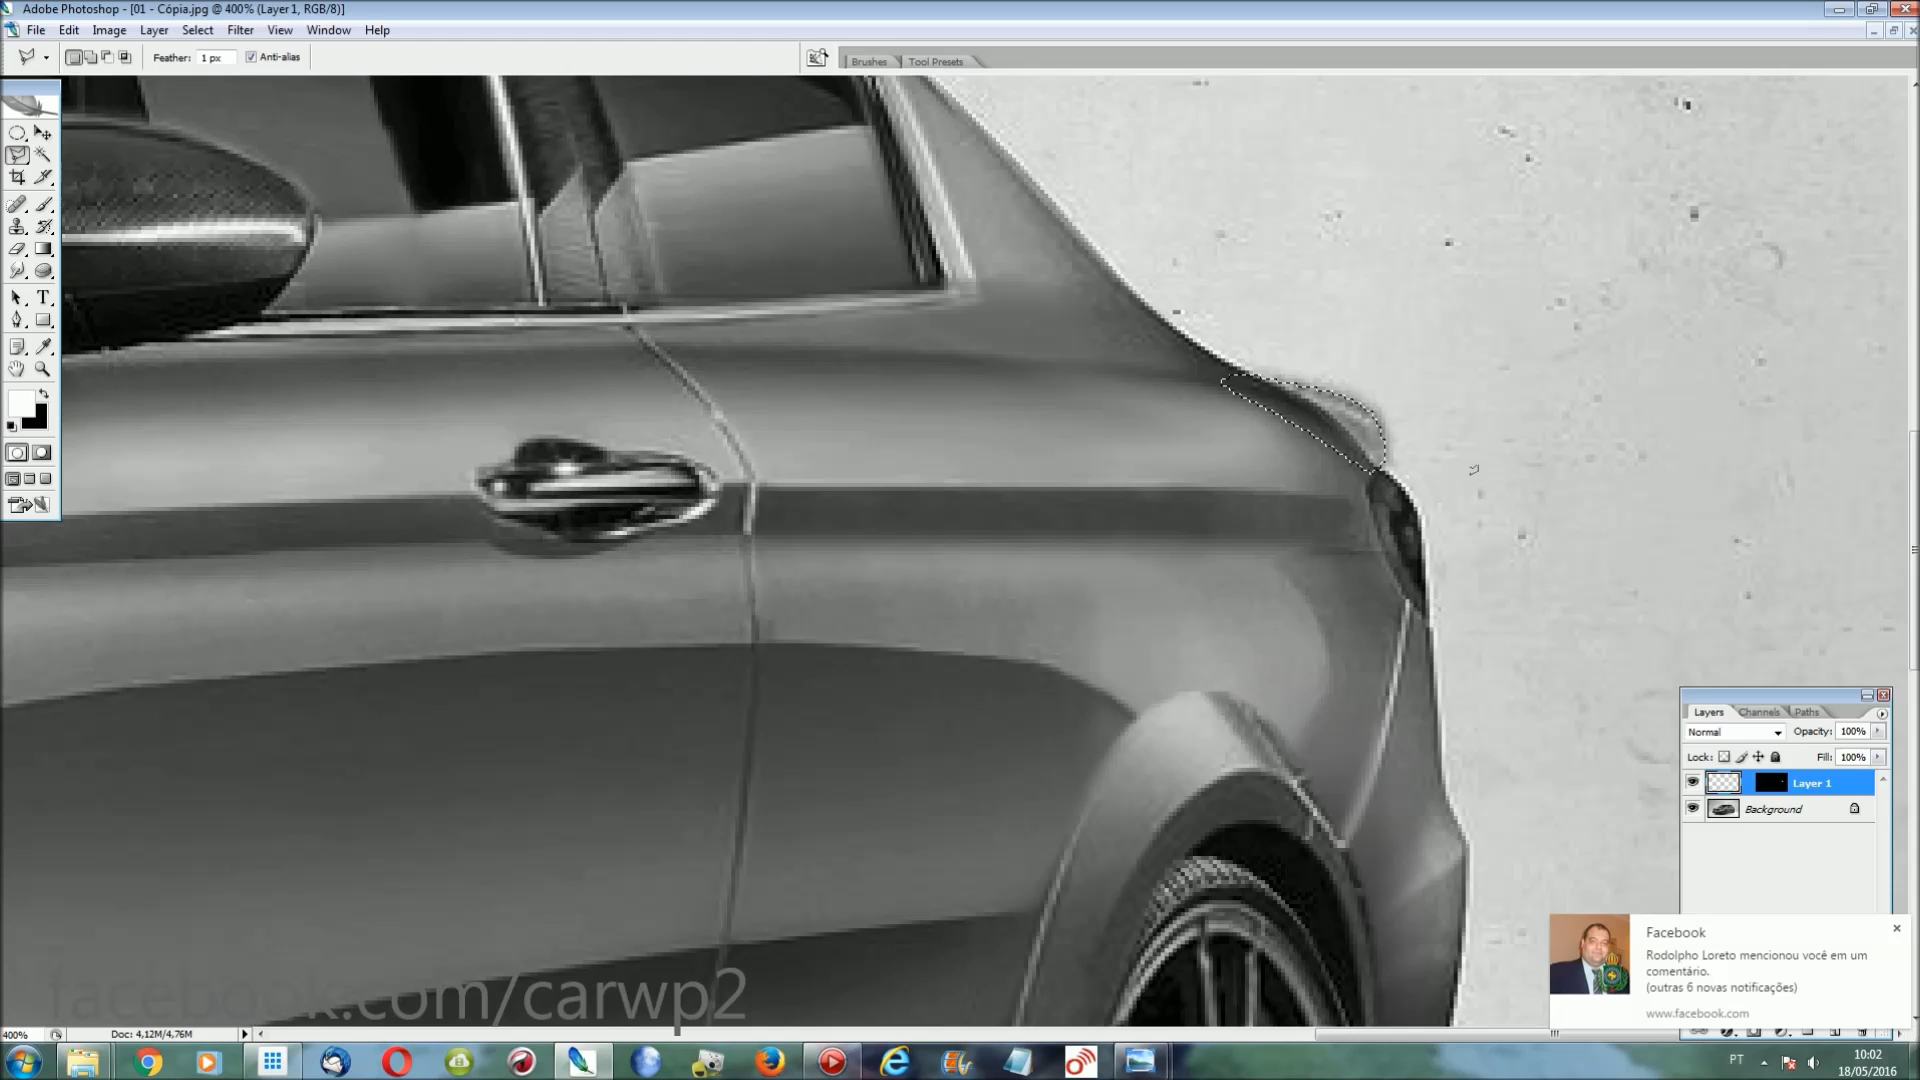 Adobe Photoshop - [01 - Cópia.jpg @ 400% (Layer 1, RGB/8)]
File Edit Image Layer Select Filter View Window Help
Feather: 1 px Anti-alias
Brushes Tool Presets
Layers Channels Paths
Normal Opacity: 100%
Lock: Fill: 100%
Layer 1
Background
Facebook
Rodolpho Loreto mencionou você em um
comentário.
(outras 6 novas notificações)
www.facebook.com
facebook.com/carwp2
400% Doc: 4,12M/4,76M
PT
10:02
18/05/2016